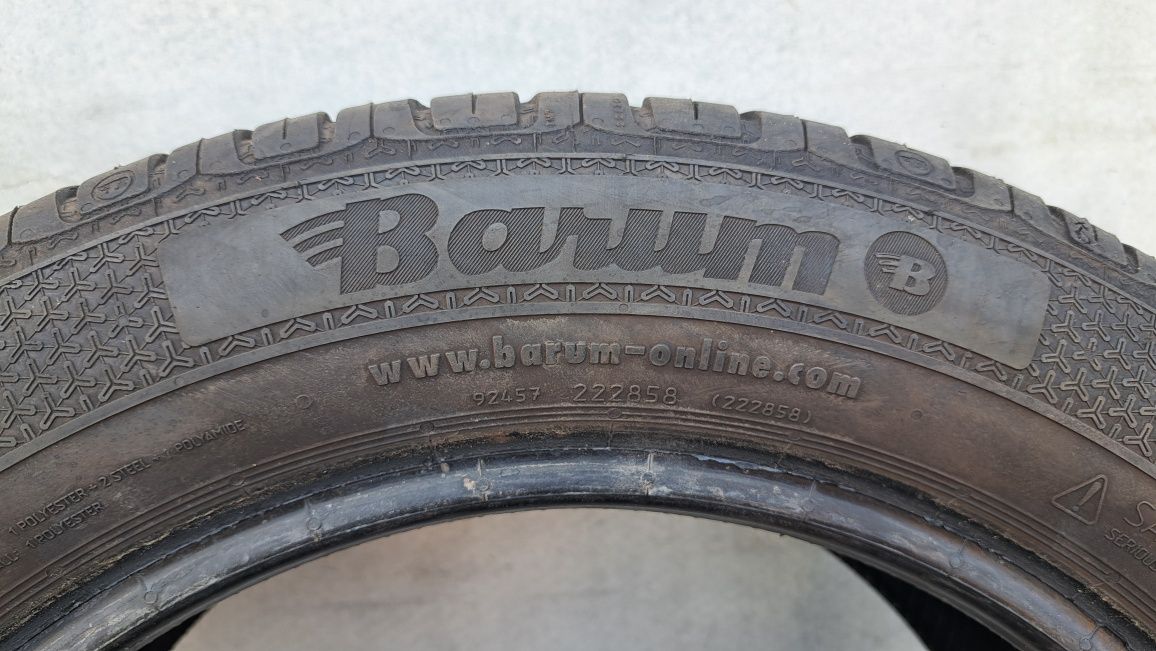 Barum B
www.barum-online.com
92457 222858 (222858)
1 POLYESTER + 2 STEEL + 1 POLYAMIDE
1 POLYESTER